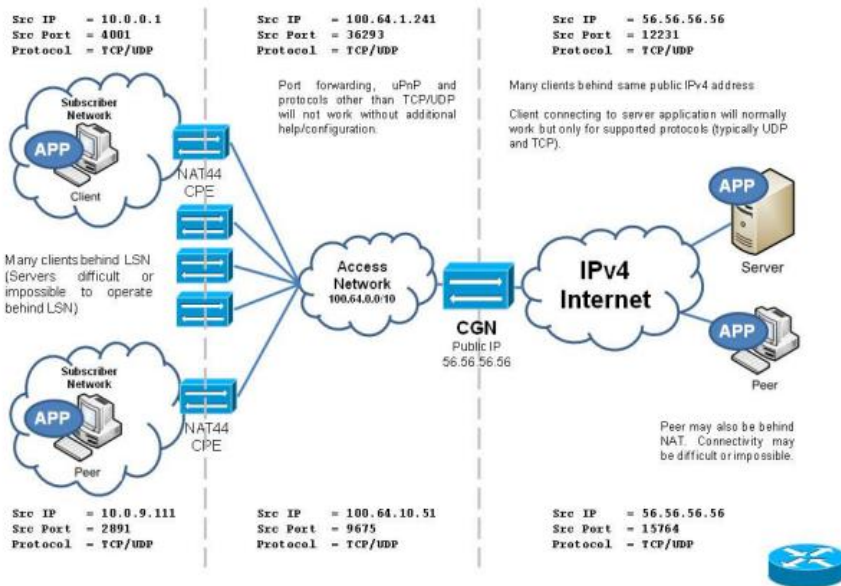 Src IP = 10.0.0.1
Src Port = 4001
Protocol = TCP/UDP
Src IP = 100.64.1.241
Src Port = 36293
Protocol = TCP/UDP
Src IP = 56.56.56.56
Src Port = 12231
Protocol = TCP/UDP
Port forwarding, uPnP and
protocols other than TCP/UDP
will not work without additional
help/configuration.
Many clients behind same public IPv4 address
Client connecting to server application will normally
work but only for supported protocols (typically UDP
and TCP).
Subscriber
Network
APP
Client
NAT44
CPE
Many clients behind LSN
(Servers difficult or
impossible to operate
behind LSN)
Access
Network
100.64.0.0/10
CGN
Public IP
56.56.56.56
IPv4
Internet
APP
Server
APP
Peer
Subscriber
Network
APP
Peer
NAT44
CPE
Peer may also be behind
NAT. Connectivity may
be difficult or impossible.
Src IP = 10.0.9.111
Src Port = 2891
Protocol = TCP/UDP
Src IP = 100.64.10.51
Src Port = 9675
Protocol = TCP/UDP
Src IP = 56.56.56.56
Src Port = 15764
Protocol = TCP/UDP